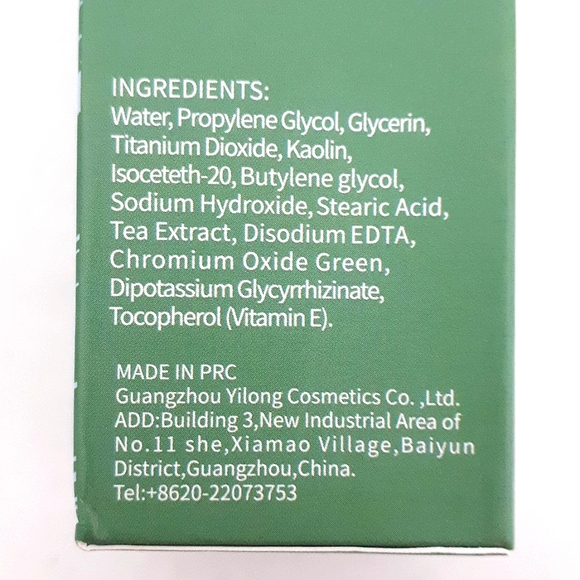 INGREDIENTS:
Water, Propylene Glycol, Glycerin,
Titanium Dioxide, Kaolin,
Isoceteth-20, Butylene glycol,
Sodium Hydroxide, Stearic Acid,
Tea Extract, Disodium EDTA,
Chromium Oxide Green,
Dipotassium Glycyrrhizinate,
Tocopherol (Vitamin E).
MADE IN PRC
Guangzhou Yilong Cosmetics Co. ,Ltd.
ADD:Building 3,New Industrial Area of
No.11 she,Xiamao Village,Baiyun
District,Guangzhou,China.
Tel:+8620-22073753